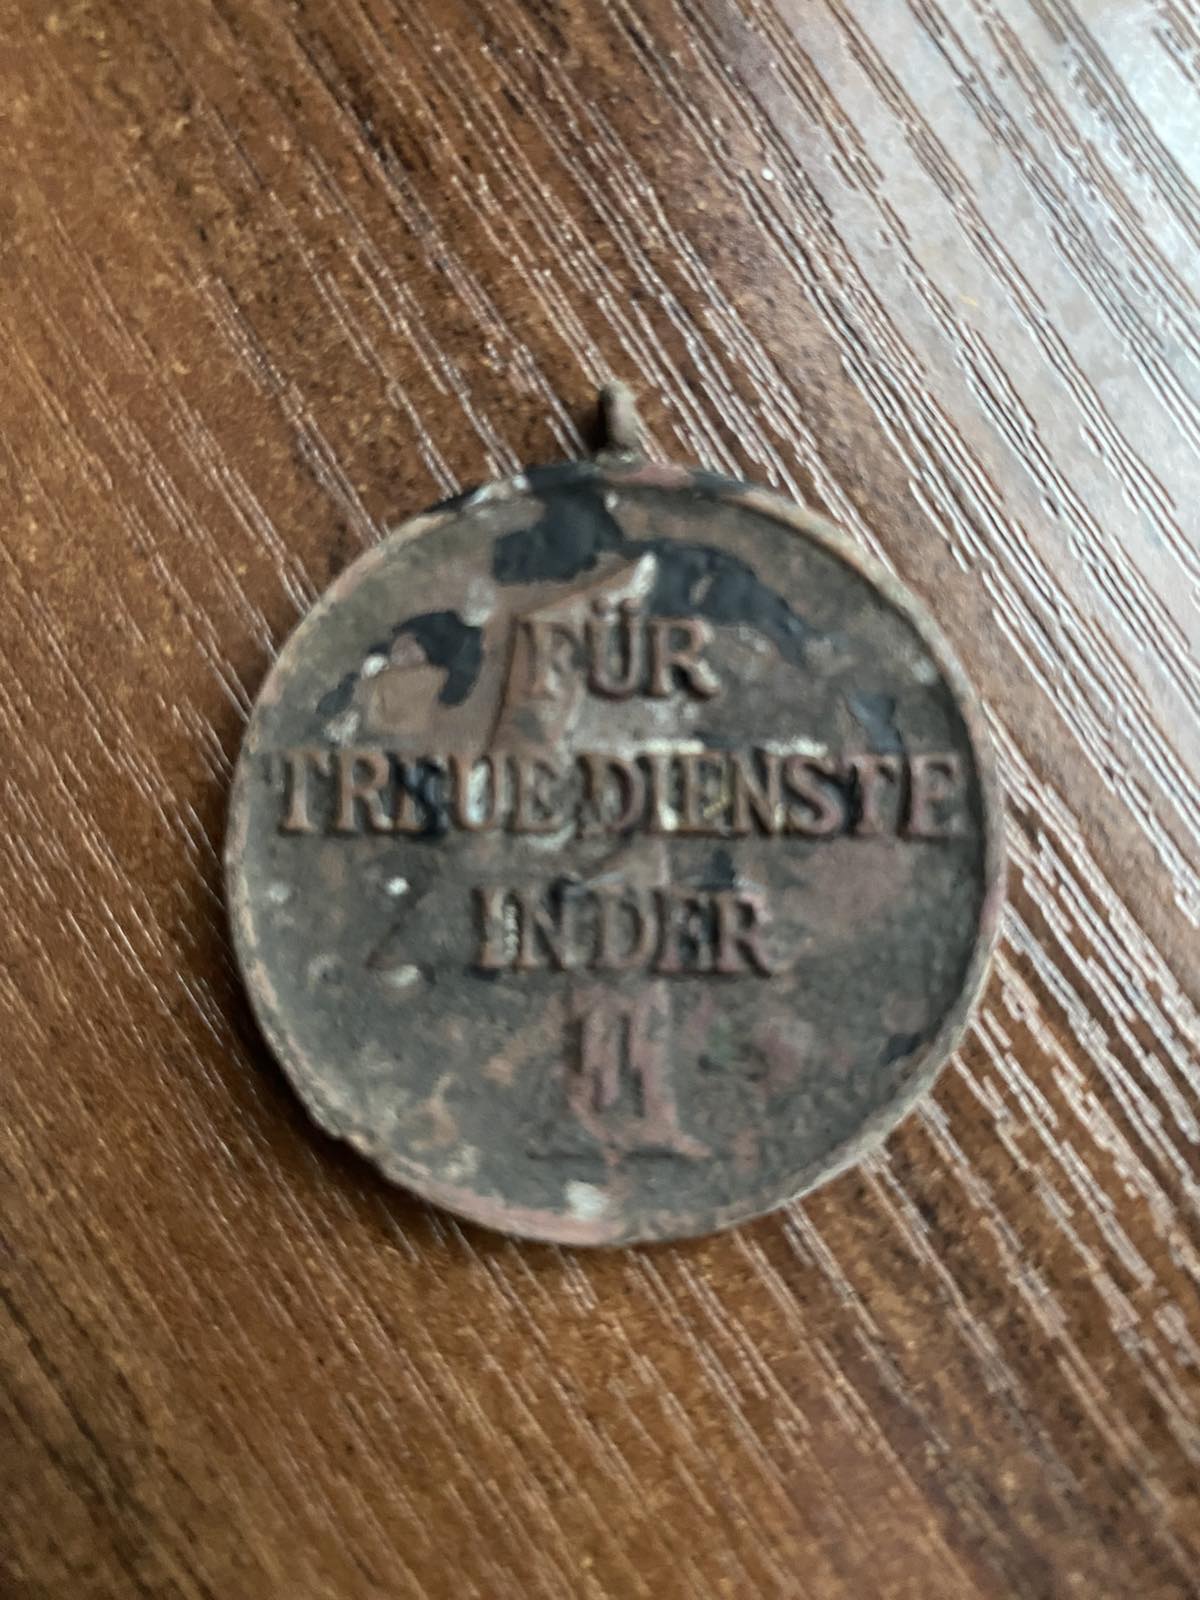 FÜR
TREUE DIENSTE
IN DER